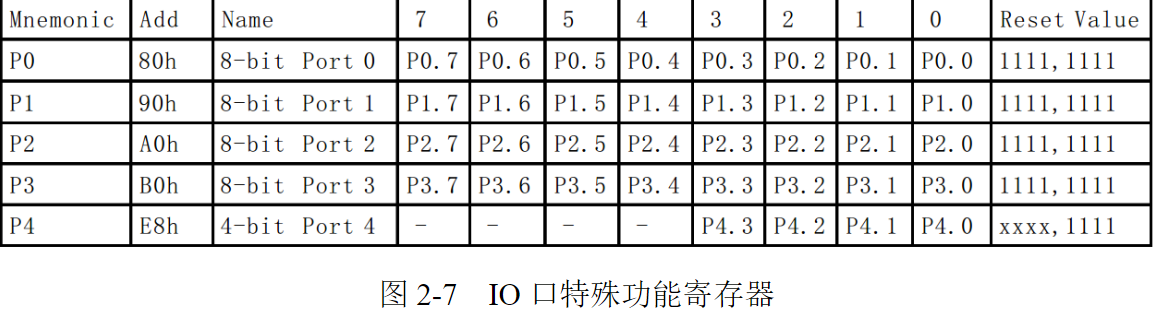 Mnemonic Add Name 7 6 5 4 3 2 1 0 Reset Value
P0 80h 8-bit Port 0 P0.7 P0.6 P0.5 P0.4 P0.3 P0.2 P0.1 P0.0 1111,1111
P1 90h 8-bit Port 1 P1.7 P1.6 P1.5 P1.4 P1.3 P1.2 P1.1 P1.0 1111,1111
P2 A0h 8-bit Port 2 P2.7 P2.6 P2.5 P2.4 P2.3 P2.2 P2.1 P2.0 1111,1111
P3 B0h 8-bit Port 3 P3.7 P3.6 P3.5 P3.4 P3.3 P3.2 P3.1 P3.0 1111,1111
P4 E8h 4-bit Port 4 - - - - P4.3 P4.2 P4.1 P4.0 xxxx,1111
图 2-7 IO 口特殊功能寄存器